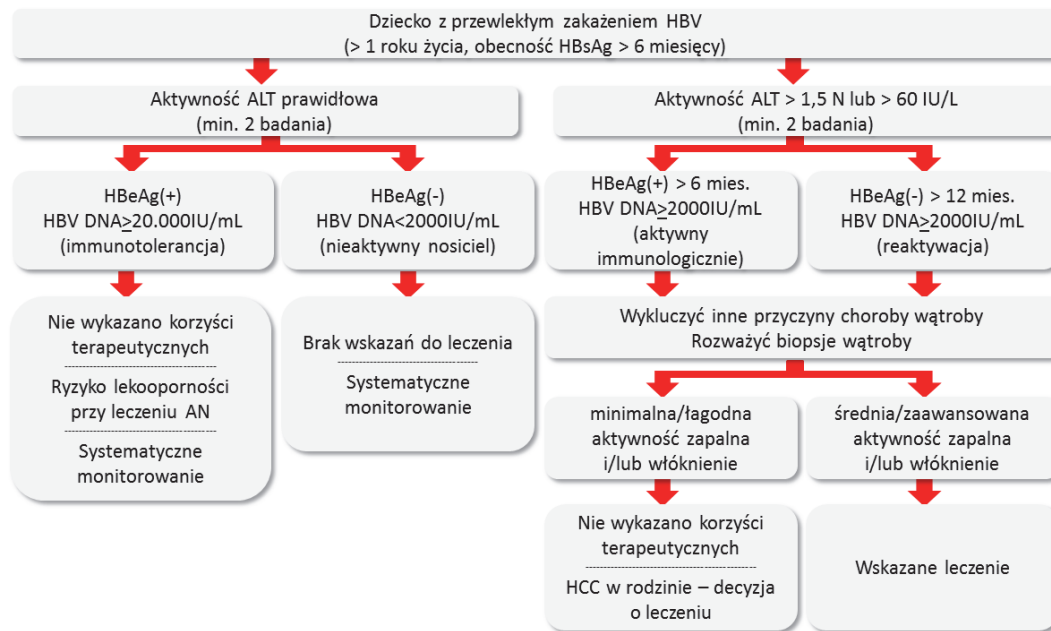 Dziecko z przewlekłym zakażeniem HBV
(> 1 roku życia, obecność HBsAg > 6 miesięcy)
Aktywność ALT prawidłowa
(min. 2 badania)
Aktywność ALT > 1,5 N lub > 60 IU/L
(min. 2 badania)
HBeAg(+)
HBV DNA≥20.000IU/mL
(immunotolerancja)
HBeAg(-)
HBV DNA<2000IU/mL
(nieaktywny nosiciel)
HBeAg(+) > 6 mies.
HBV DNA≥2000IU/mL
(aktywny
immunologicznie)
HBeAg(-) > 12 mies.
HBV DNA≥2000IU/mL
(reaktywacja)
Nie wykazano korzyści
terapeutycznych
Ryzyko lekooporności
przy leczeniu AN
Systematyczne
monitorowanie
Brak wskazań do leczenia
Systematyczne
monitorowanie
Wykluczyć inne przyczyny choroby wątroby
Rozważyć biopsje wątroby
minimalna/łagodna
aktywność zapalna
i/lub włóknienie
średnia/zaawansowana
aktywność zapalna
i/lub włóknienie
Nie wykazano korzyści
terapeutycznych
HCC w rodzinie – decyzja
o leczeniu
Wskazane leczenie